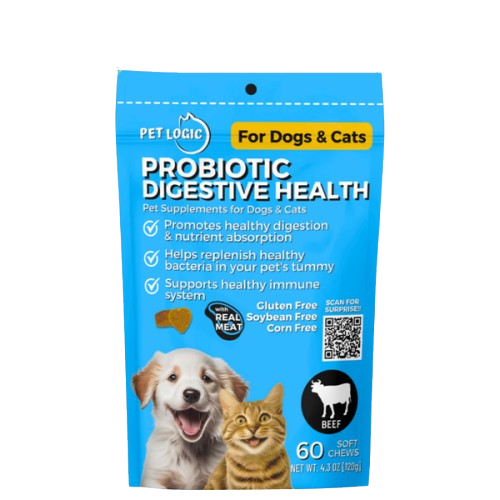 PET LOGIC
For Dogs & Cats
PROBIOTIC
DIGESTIVE HEALTH
Pet Supplements for Dogs & Cats
Promotes healthy digestion
& nutrient absorption
Helps replenish healthy
bacteria in your pet's tummy
Supports healthy immune
system
with
REAL
MEAT
Gluten Free
Soybean Free
Corn Free
SCAN FOR
SURPRISE!!
BEEF
60 SOFT
CHEWS
NET WT. 4.3 OZ (120g)